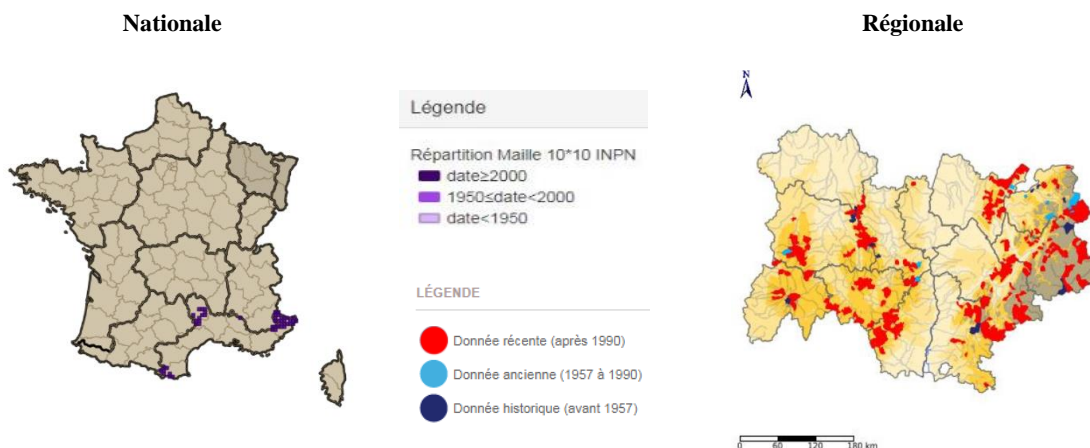 Nationale
Régionale
N
Légende
Répartition Maille 10*10 INPN
date≥2000
1950≤date<2000
date<1950
LÉGENDE
Donnée récente (après 1990)
Donnée ancienne (1957 à 1990)
Donnée historique (avant 1957)
0 60 120 180 km